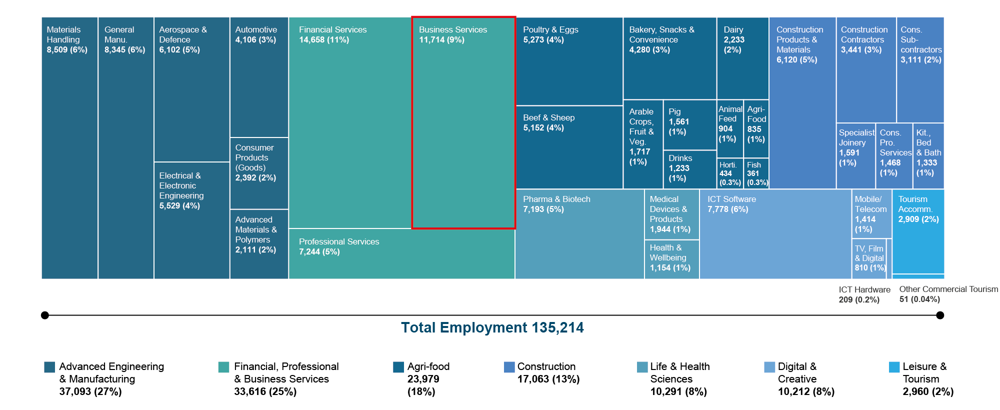 Materials
Handling
8,509 (6%)
General
Manu.
8,345 (6%)
Aerospace &
Defence
6,102 (5%)
Electrical &
Electronic
Engineering
5,529 (4%)
Automotive
4,106 (3%)
Consumer
Products
(Goods)
2,392 (2%)
Advanced
Materials &
Polymers
2,111 (2%)
Financial Services
14,658 (11%)
Business Services
11,714 (9%)
Professional Services
7,244 (5%)
Poultry & Eggs
5,273 (4%)
Beef & Sheep
5,152 (4%)
Bakery, Snacks &
Convenience
4,280 (3%)
Dairy
2,233
(2%)
Arable
Crops,
Fruit &
Veg.
1,717
(1%)
Pig
1,561
(1%)
Drinks
1,233
(1%)
Animal
Feed
904
(1%)
Agri-
Food
835
(1%)
Horti.
434
(0.3%)
Fish
361
(0.3%)
Construction
Products &
Materials
6,120 (5%)
Construction
Contractors
3,441 (3%)
Cons.
Sub-
contractors
3,111 (2%)
Specialist
Joinery
1,591
(1%)
Cons.
Pro.
Services
1,468
(1%)
Kit.,
Bed
& Bath
1,333
(1%)
Pharma & Biotech
7,193 (5%)
Medical
Devices &
Products
1,944 (1%)
Health &
Wellbeing
1,154 (1%)
ICT Software
7,778 (6%)
Mobile/
Telecom
1,414
(1%)
TV, Film
& Digital
810 (1%)
Tourism
Accomm.
2,909 (2%)
ICT Hardware
209 (0.2%)
Other Commercial Tourism
51 (0.04%)
Total Employment 135,214
Advanced Engineering
& Manufacturing
37,093 (27%)
Financial, Professional
& Business Services
33,616 (25%)
Agri-food
23,979
(18%)
Construction
17,063 (13%)
Life & Health
Sciences
10,291 (8%)
Digital &
Creative
10,212 (8%)
Leisure &
Tourism
2,960 (2%)